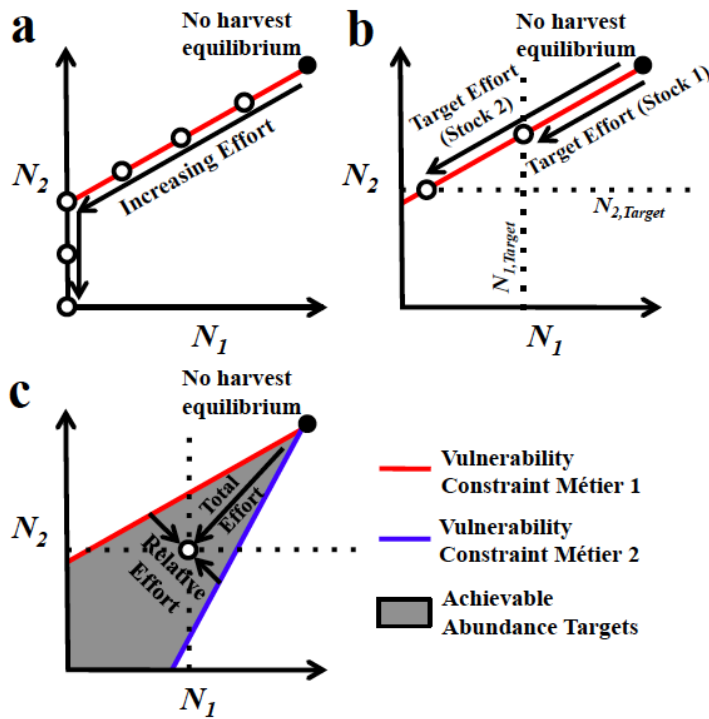 a
No harvest
equilibrium
N2
Increasing Effort
N1
b
No harvest
equilibrium
Target Effort
(Stock 2)
Target Effort (Stock 1)
N2
N2,Target
N1,Target
N1
c
No harvest
equilibrium
N2
Total
Effort
Relative
Effort
N1
Vulnerability
Constraint Métier 1
Vulnerability
Constraint Métier 2
Achievable
Abundance Targets